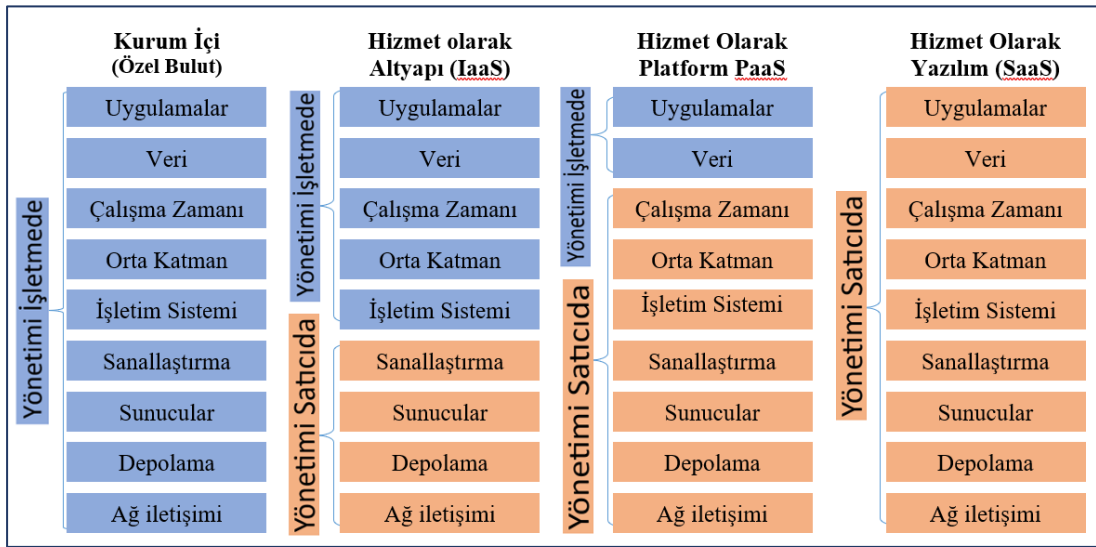 Kurum İçi
(Özel Bulut)
Yönetimi İşletmede
Uygulamalar
Veri
Çalışma Zamanı
Orta Katman
İşletim Sistemi
Sanallaştırma
Sunucular
Depolama
Ağ iletişimi
Hizmet olarak
Altyapı (IaaS)
Yönetimi İşletmede
Uygulamalar
Veri
Çalışma Zamanı
Orta Katman
İşletim Sistemi
Yönetimi Satıcıda
Sanallaştırma
Sunucular
Depolama
Ağ iletişimi
Hizmet Olarak
Platform PaaS
Yönetimi İşletmede
Uygulamalar
Veri
Yönetimi Satıcıda
Çalışma Zamanı
Orta Katman
İşletim Sistemi
Sanallaştırma
Sunucular
Depolama
Ağ iletişimi
Hizmet Olarak
Yazılım (SaaS)
Yönetimi Satıcıda
Uygulamalar
Veri
Çalışma Zamanı
Orta Katman
İşletim Sistemi
Sanallaştırma
Sunucular
Depolama
Ağ iletişimi